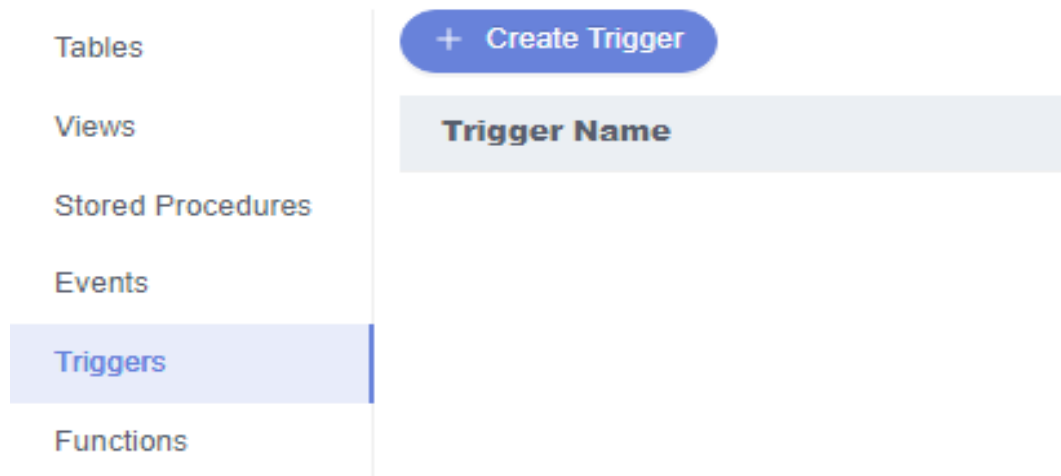 Tables
Views
Stored Procedures
Events
Triggers
Functions
+ Create Trigger
Trigger Name